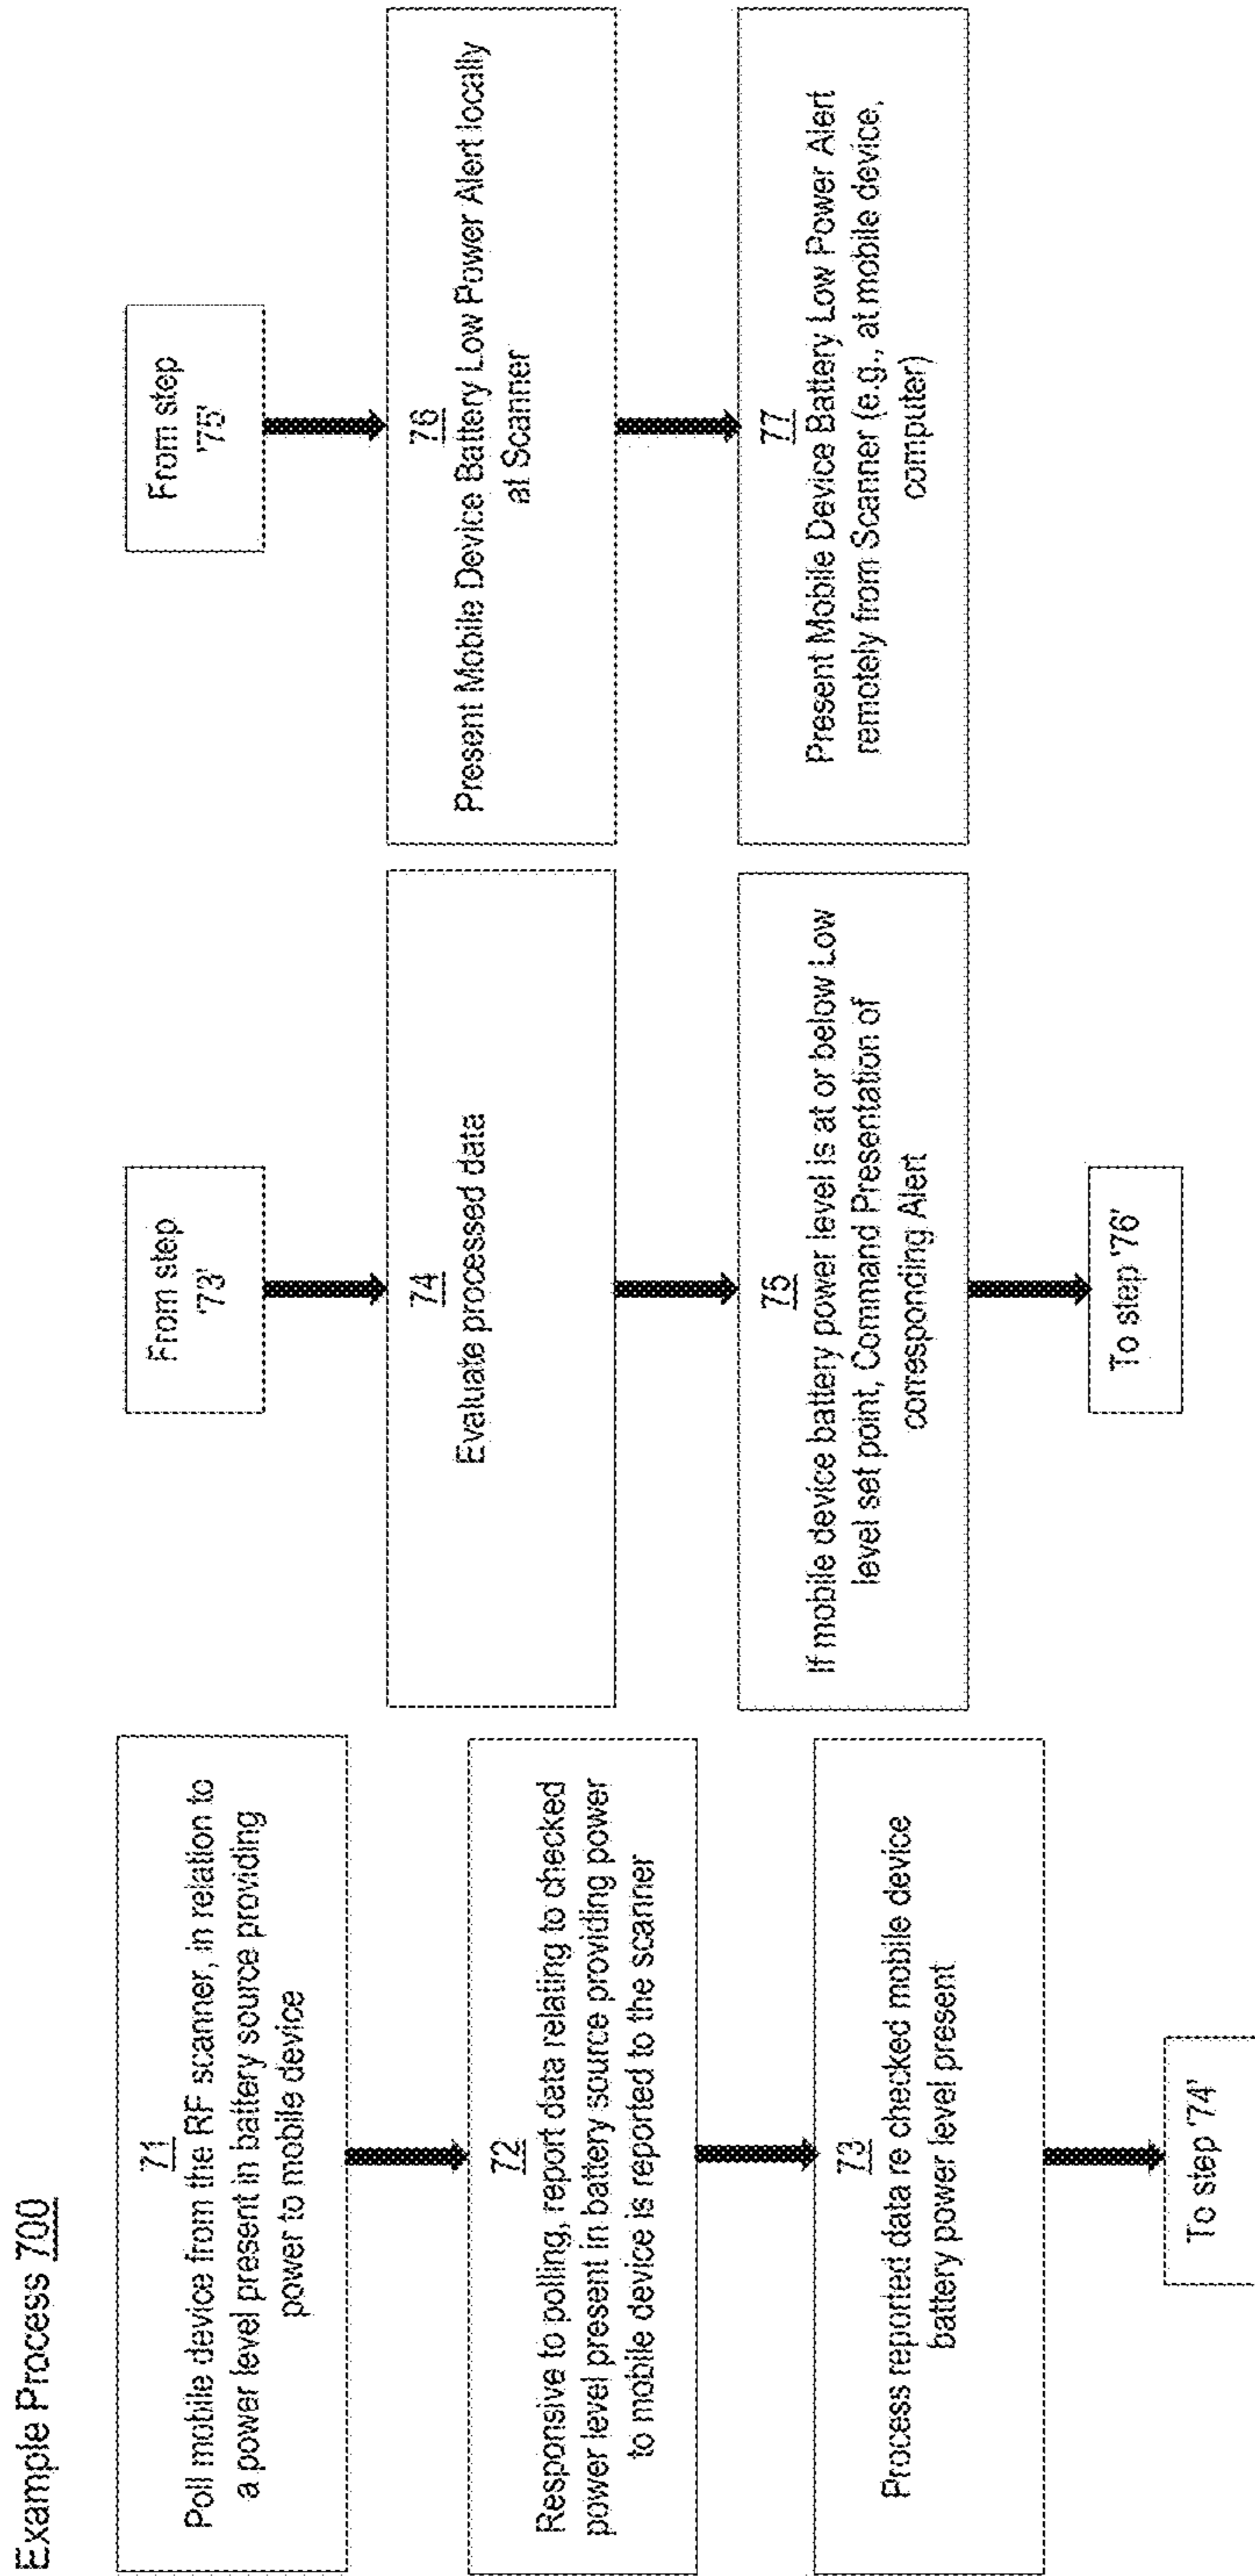 Example Process 700
71
Poll mobile device from the RF scanner, in relation to
a power level present in battery source providing
power to mobile device
72
Responsive to polling, report data relating to checked
power level present in battery source providing power
to mobile device is reported to the scanner
73
Process reported data re checked mobile device
battery power level present
To step '74'
From step
'73'
74
Evaluate processed data
75
If mobile device battery power level is at or below Low
level set point, Command Presentation of
corresponding Alert
To step '76'
From step
'75'
76
Present Mobile Device Battery Low Power Alert locally
at Scanner
77
Present Mobile Device Battery Low Power Alert
remotely from Scanner (e.g., at mobile device,
computer)